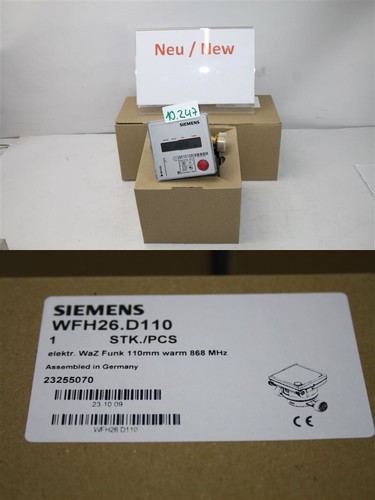 Neu / New
10.247
SIEMENS
SIEMENS
WFH26.D110
1 STK./PCS
elektr. WaZ Funk 110mm warm 868 MHz
Assembled in Germany
23255070
23.10.09
WFH26.D110
CE